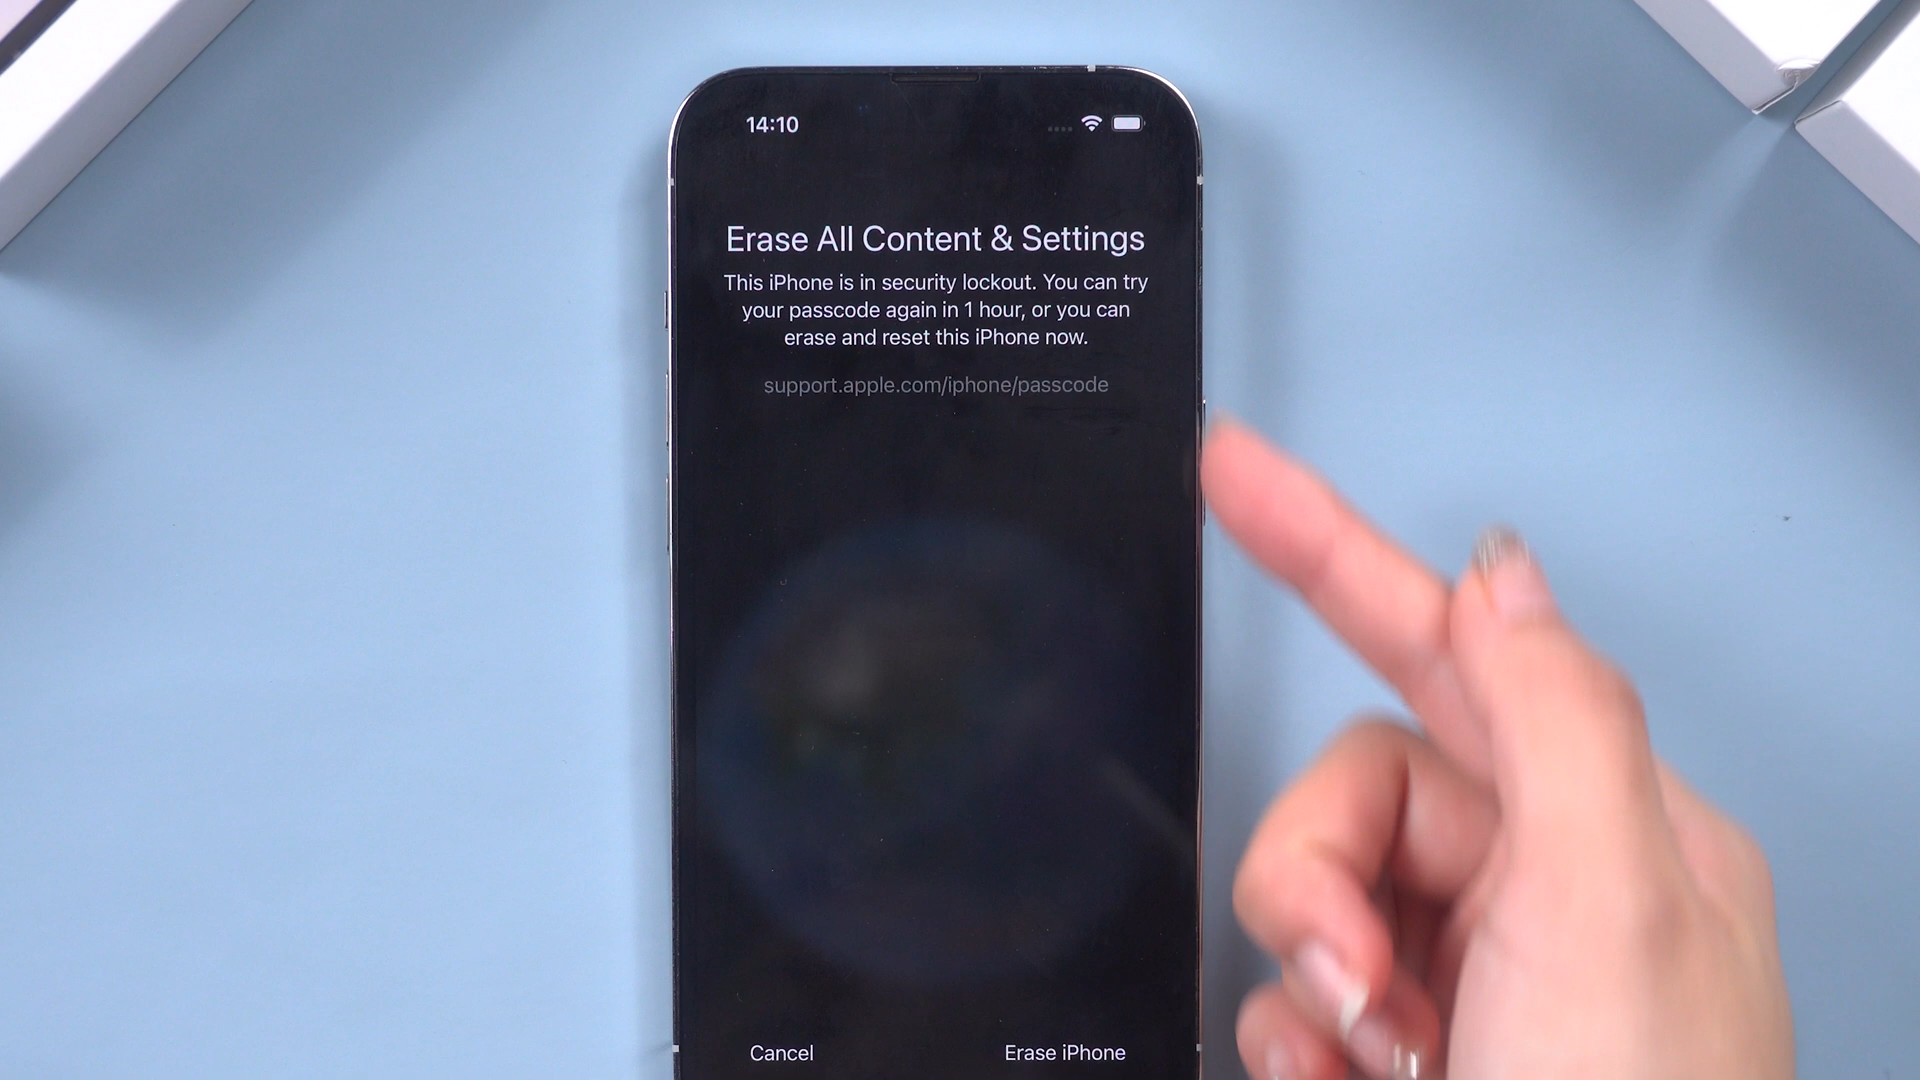 14:10
Erase All Content & Settings
This iPhone is in security lockout. You can try
your passcode again in 1 hour, or you can
erase and reset this iPhone now.
support.apple.com/iphone/passcode
Cancel
Erase iPhone